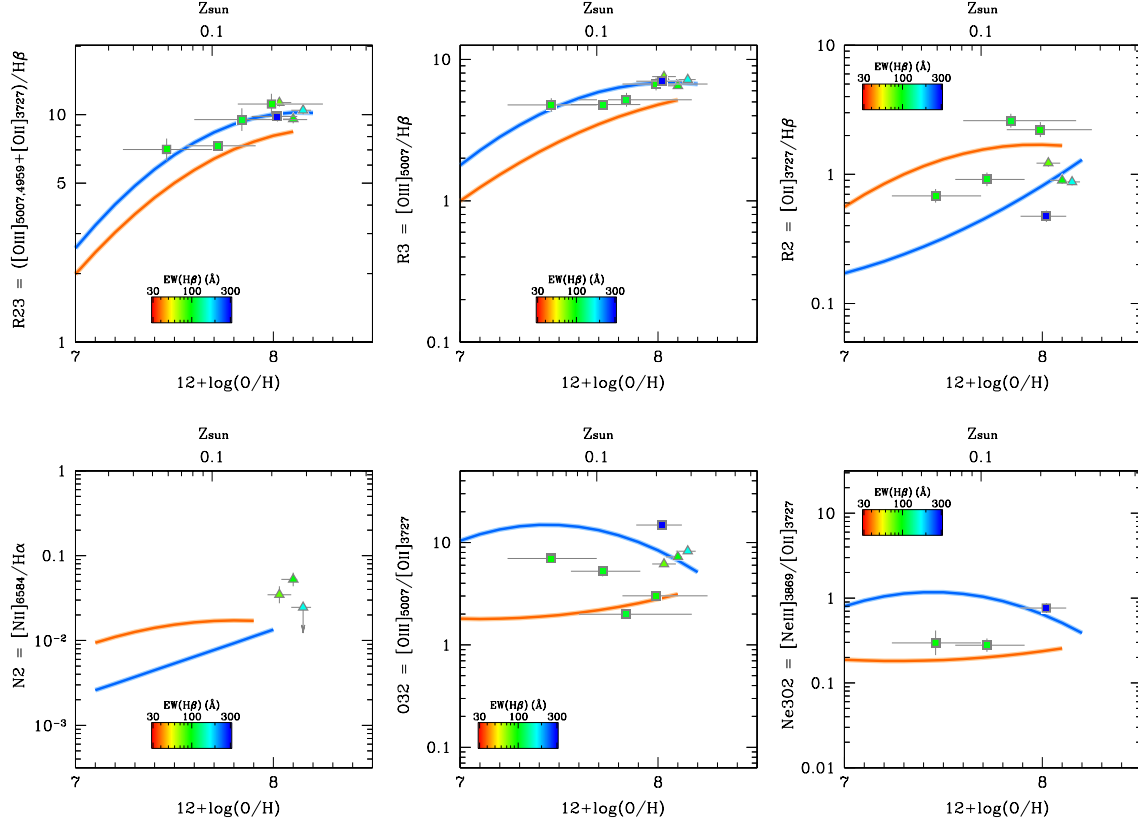 Zsun
0.1
R23 = ([OIII]5007,4959+[OII]3727)/Hβ
10
5
1
EW(Hβ) (Å)
30 100 300
7 8
12+log(O/H)
Zsun
0.1
R3 = [OIII]5007/Hβ
10
1
0.1
EW(Hβ) (Å)
30 100 300
7 8
12+log(O/H)
Zsun
0.1
R2 = [OII]3727/Hβ
10
1
0.1
EW(Hβ) (Å)
30 100 300
7 8
12+log(O/H)
Zsun
0.1
N2 = [NII]6584/Hα
1
0.1
10⁻²
10⁻³
EW(Hβ) (Å)
30 100 300
7 8
12+log(O/H)
Zsun
0.1
O32 = [OIII]5007/[OII]3727
10
1
0.1
EW(Hβ) (Å)
30 100 300
7 8
12+log(O/H)
Zsun
0.1
Ne3O2 = [NeIII]3869/[OII]3727
10
1
0.1
0.01
EW(Hβ) (Å)
30 100 300
7 8
12+log(O/H)